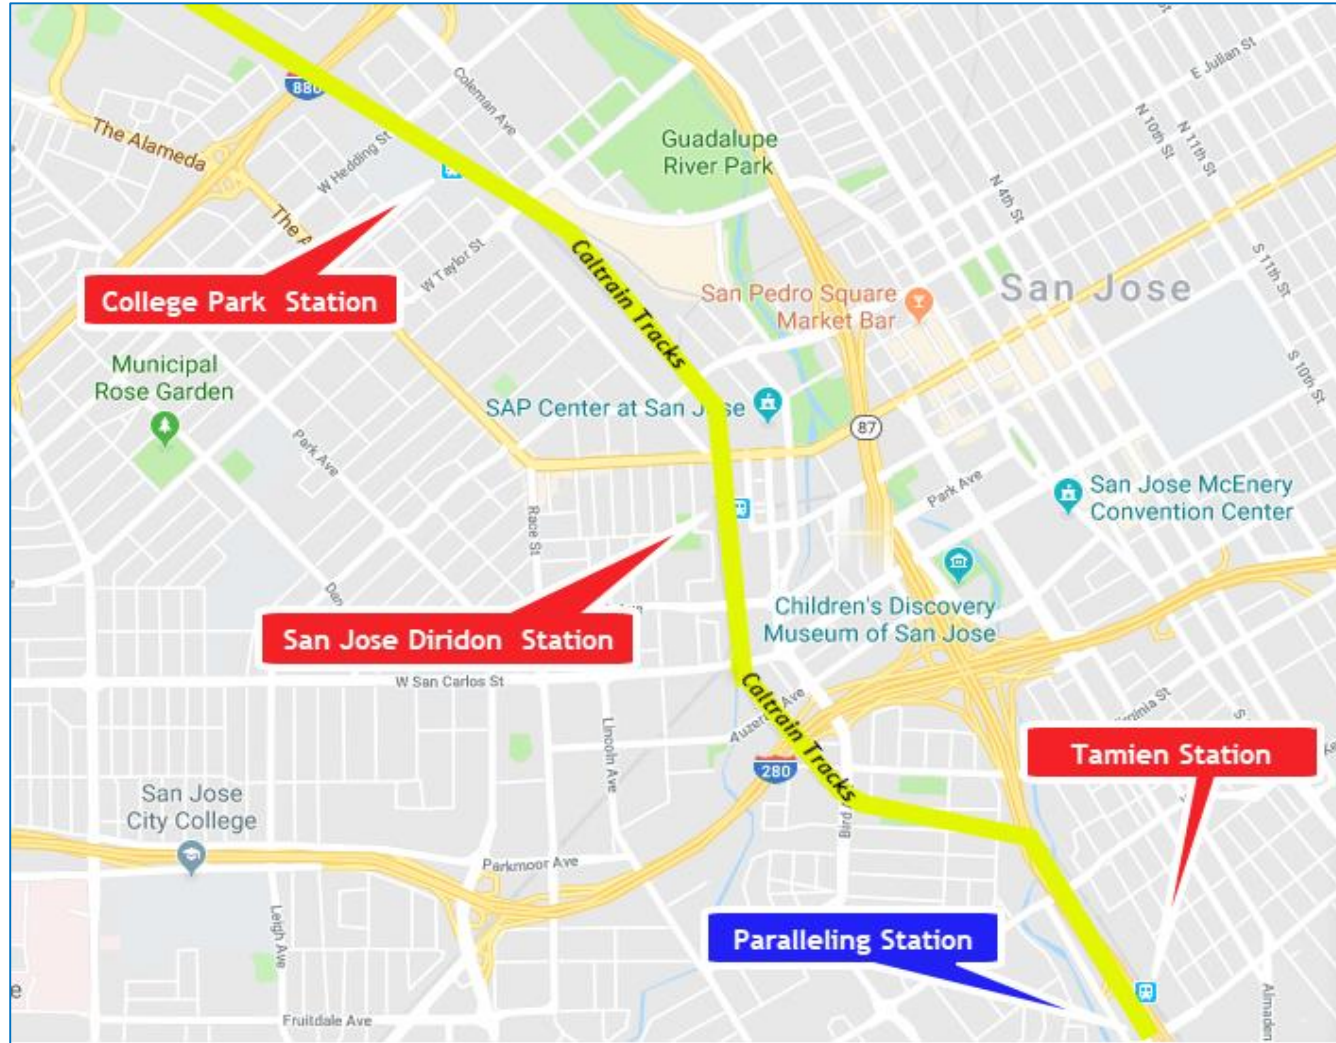 880
Coleman Ave
E Julian St
The Alameda
W Hedding St
Guadalupe
River Park
N 10th St
N 11th St
N 4th St
The A
W Taylor St
Caltrain Tracks
S 11th St
College Park Station
San Pedro Square
Market Bar
San Jose
Municipal
Rose Garden
S 10th St
SAP Center at San J se
87
Park Ave
Park Ave
San Jose McEnery
Convention Center
Race St
Children's Discovery
Museum of San Jose
Dan
San Jose Diridon Station
W San Carlos St
Auzer Ave
Caltrain Tracks
Lincoln Ave
280
Tamien Station
San Jose
City College
Bird
Parkmoor Ave
Leigh Ave
Paralleling Station
Almaden
Fruitdale Ave
e